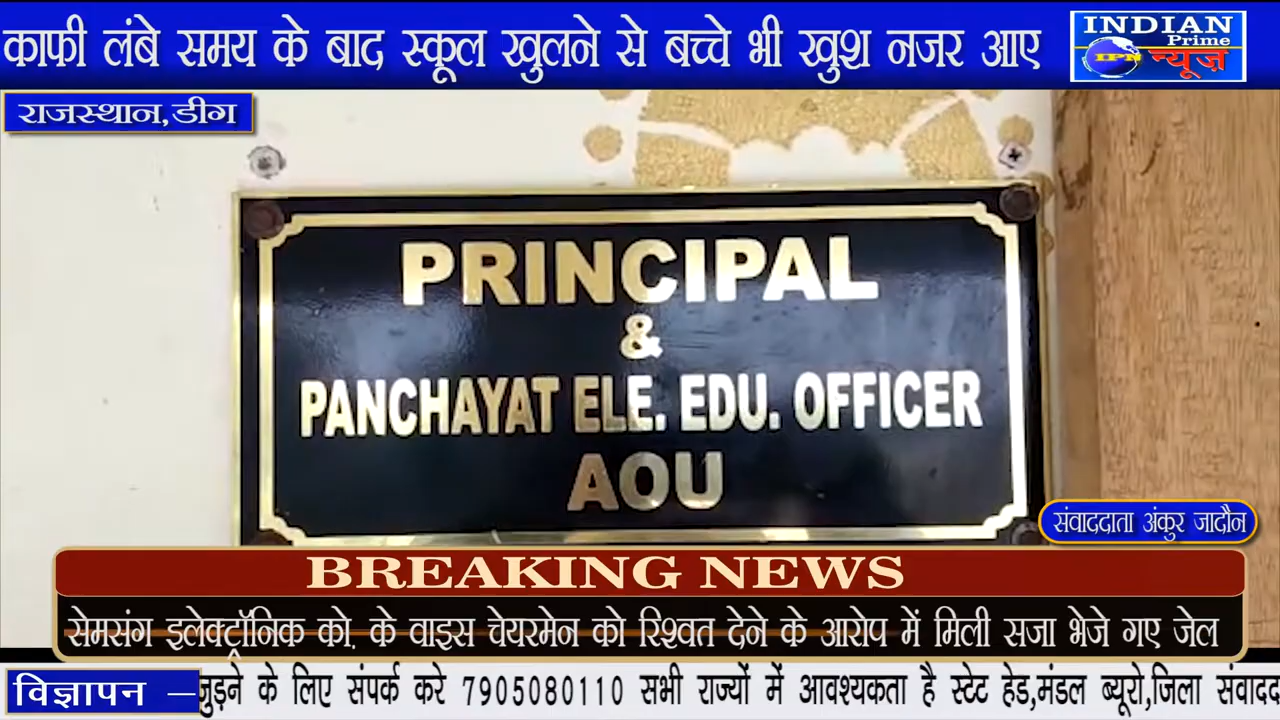 काफी लंबे समय के बाद स्कूल खुलने से बच्चे भी खुश नजर आए
INDIAN
Prime
IPN न्यूज़
राजस्थान,डीग
PRINCIPAL
&
PANCHAYAT ELE. EDU. OFFICER
AOU
संवाददाता अंकुर जादौन
BREAKING NEWS
सेमसंग इलेक्ट्रॉनिक को. के वाइस चेयरमेन को रिश्वत देने के आरोप में मिली सजा भेजे गए जेल
विज्ञापन —जुड़ने के लिए संपर्क करे 7905080110 सभी राज्यों में आवश्यकता है स्टेट हेड,मंडल ब्यूरो,जिला